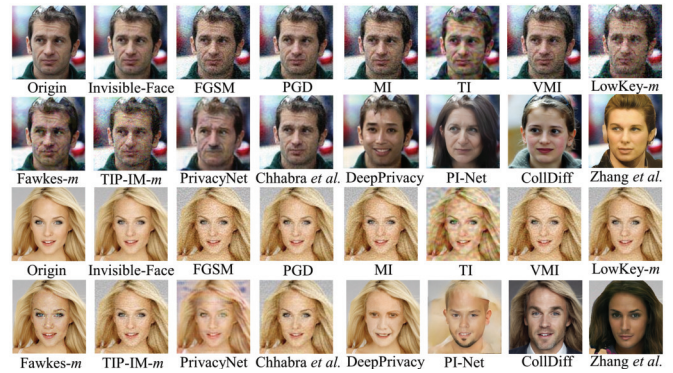 Origin Invisible-Face FGSM PGD MI TI VMI LowKey-m
Fawkes-m TIP-IM-m PrivacyNet Chhabra et al. DeepPrivacy PI-Net CollDiff Zhang et al.
Origin Invisible-Face FGSM PGD MI TI VMI LowKey-m
Fawkes-m TIP-IM-m PrivacyNet Chhabra et al. DeepPrivacy PI-Net CollDiff Zhang et al.